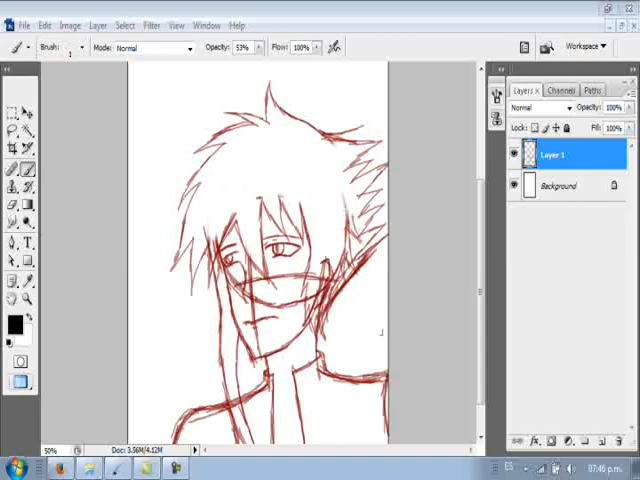 File Edit Image Layer Select Filter View Window Help
Brush: 1 Mode: Normal Opacity: 53% Flow: 100% Workspace
Layers Channels Paths
Normal Opacity: 100%
Lock: Fill: 100%
Layer 1
Background
50% Doc: 3.56M/4.12M
ES 07:46 p.m.